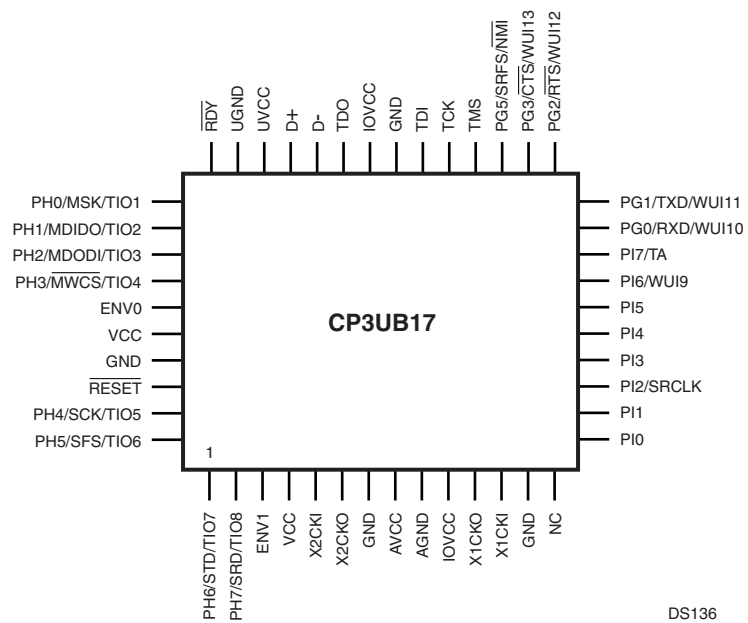 RDY
UGND
UVCC
D+
D-
TDO
IOVCC
GND
TDI
TCK
TMS
PG5/SRFS/NMI
PG3/CTS/WUI13
PG2/RTS/WUI12
PH0/MSK/TIO1
PH1/MDIDO/TIO2
PH2/MDODI/TIO3
PH3/MWCS/TIO4
ENV0
VCC
GND
RESET
PH4/SCK/TIO5
PH5/SFS/TIO6
CP3UB17
1
PG1/TXD/WUI11
PG0/RXD/WUI10
PI7/TA
PI6/WUI9
PI5
PI4
PI3
PI2/SRCLK
PI1
PI0
PH6/STD/TIO7
PH7/SRD/TIO8
ENV1
VCC
X2CKI
X2CKO
GND
AVCC
AGND
IOVCC
X1CKO
X1CKI
GND
NC
DS136